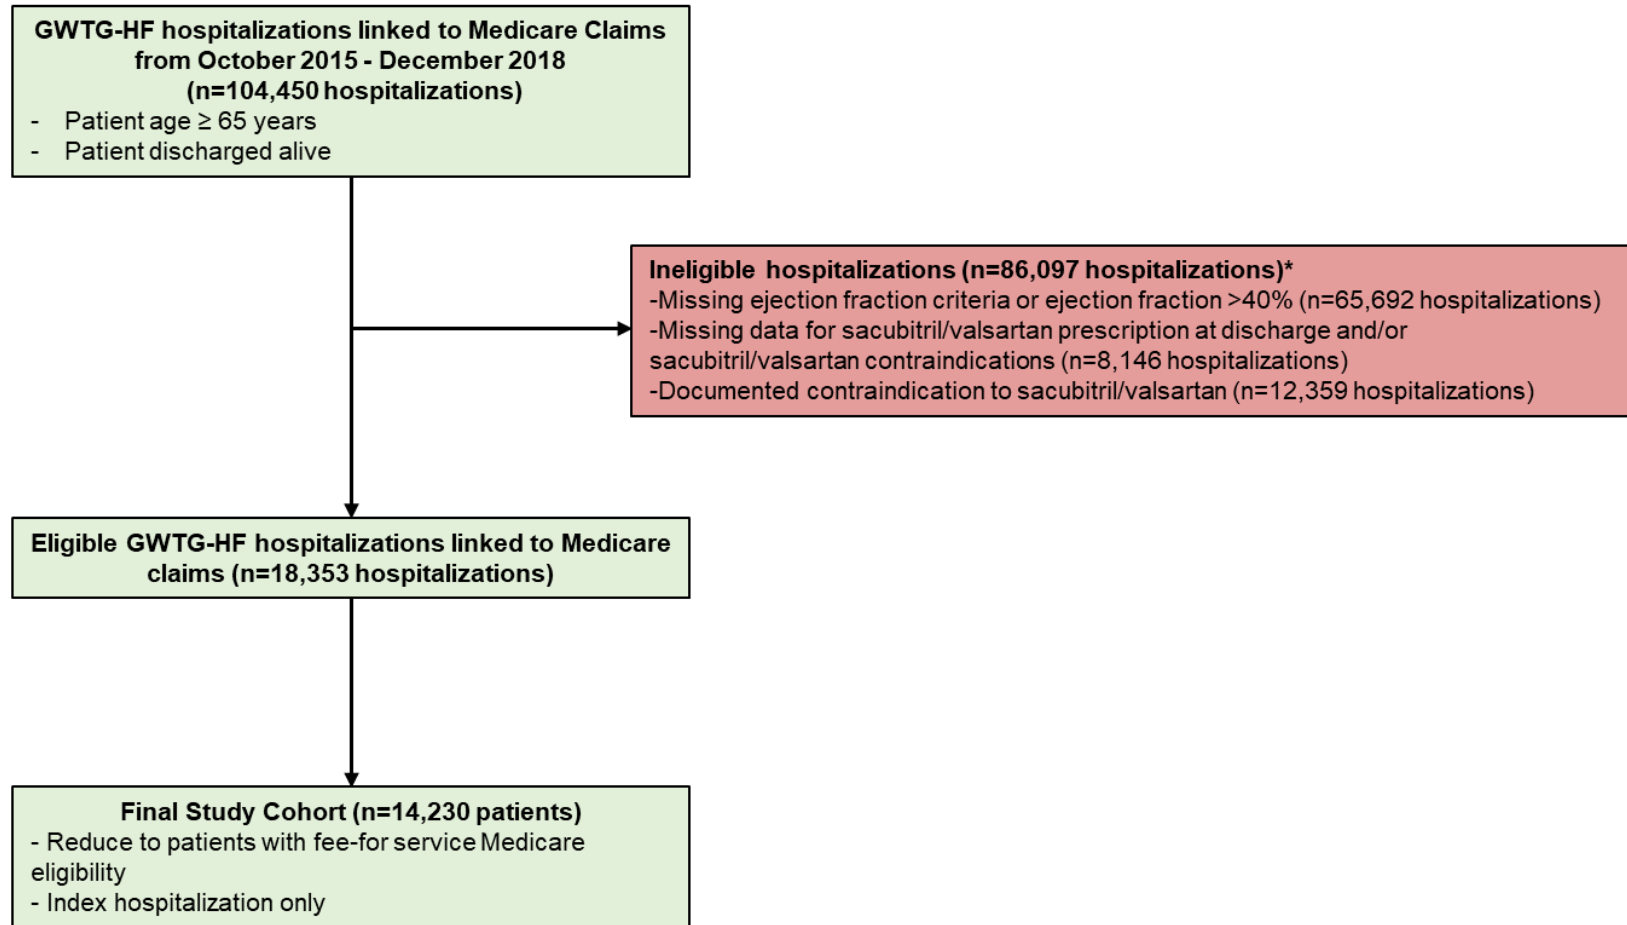 GWTG-HF hospitalizations linked to Medicare Claims
from October 2015 - December 2018
(n=104,450 hospitalizations)
- Patient age ≥ 65 years
- Patient discharged alive
Ineligible hospitalizations (n=86,097 hospitalizations)*
-Missing ejection fraction criteria or ejection fraction >40% (n=65,692 hospitalizations)
-Missing data for sacubitril/valsartan prescription at discharge and/or
sacubitril/valsartan contraindications (n=8,146 hospitalizations)
-Documented contraindication to sacubitril/valsartan (n=12,359 hospitalizations)
Eligible GWTG-HF hospitalizations linked to Medicare
claims (n=18,353 hospitalizations)
Final Study Cohort (n=14,230 patients)
- Reduce to patients with fee-for service Medicare
eligibility
- Index hospitalization only